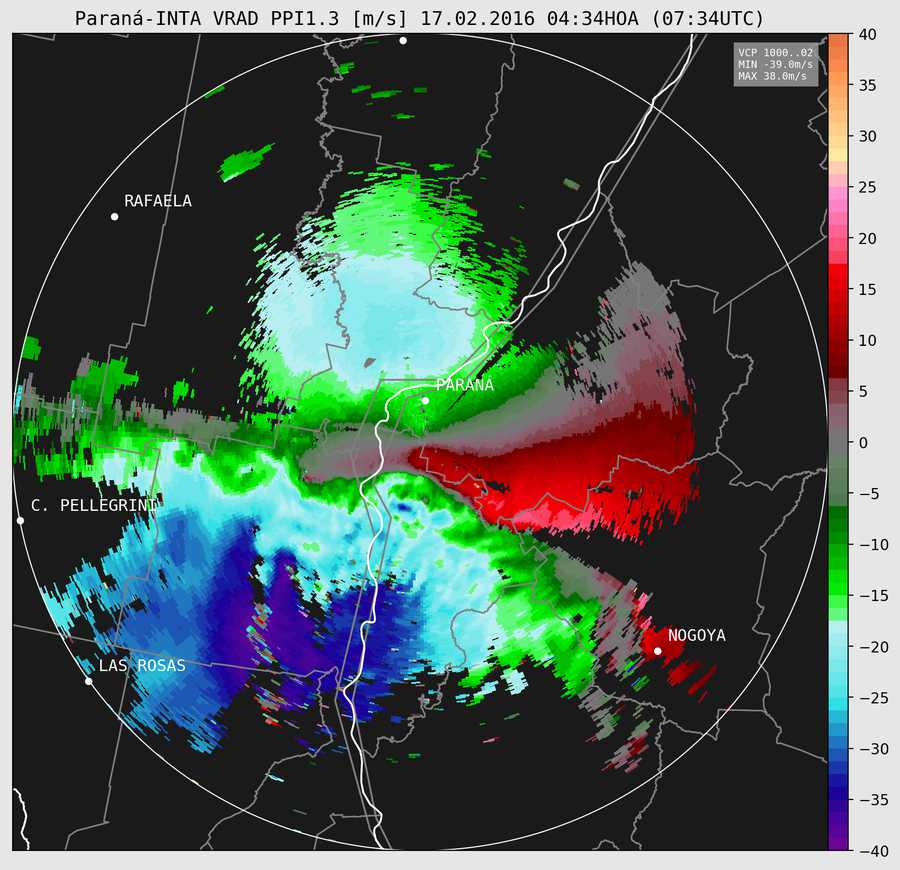 Paraná-INTA VRAD PPI1.3 [m/s] 17.02.2016 04:34HOA (07:34UTC)
VCP 1000..02
MIN -39.0m/s
MAX 38.0m/s
RAFAELA
PARANA
C. PELLEGRINI
NOGOYA
LAS ROSAS
40
35
30
25
20
15
10
5
0
−5
−10
−15
−20
−25
−30
−35
−40